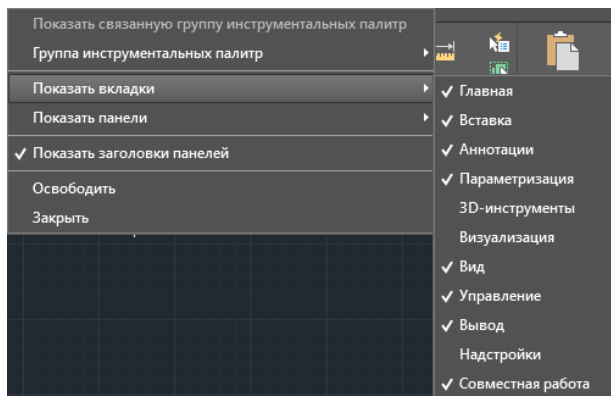 Показать связанную группу инструментальных палитр
Группа инструментальных палитр
Показать вкладки
Показать панели
Показать заголовки панелей
Освободить
Закрыть
Главная
Вставка
Аннотации
Параметризация
3D-инструменты
Визуализация
Вид
Управление
Вывод
Надстройки
Совместная работа